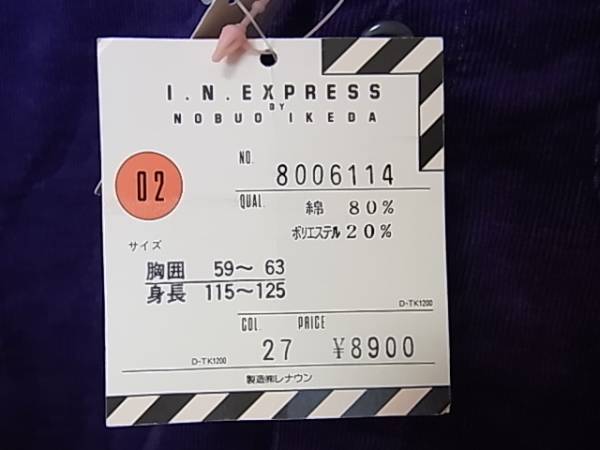 I.N.EXPRESS
BY
NOBUO IKEDA
02
NO. 8006114
QUAL. 綿 80%
ポリエステル 20%
サイズ
胸囲 59〜 63
身長 115〜125
D-TK1200
COL. PRICE
27 ¥8900
D-TK1200
製造㈱レナウン